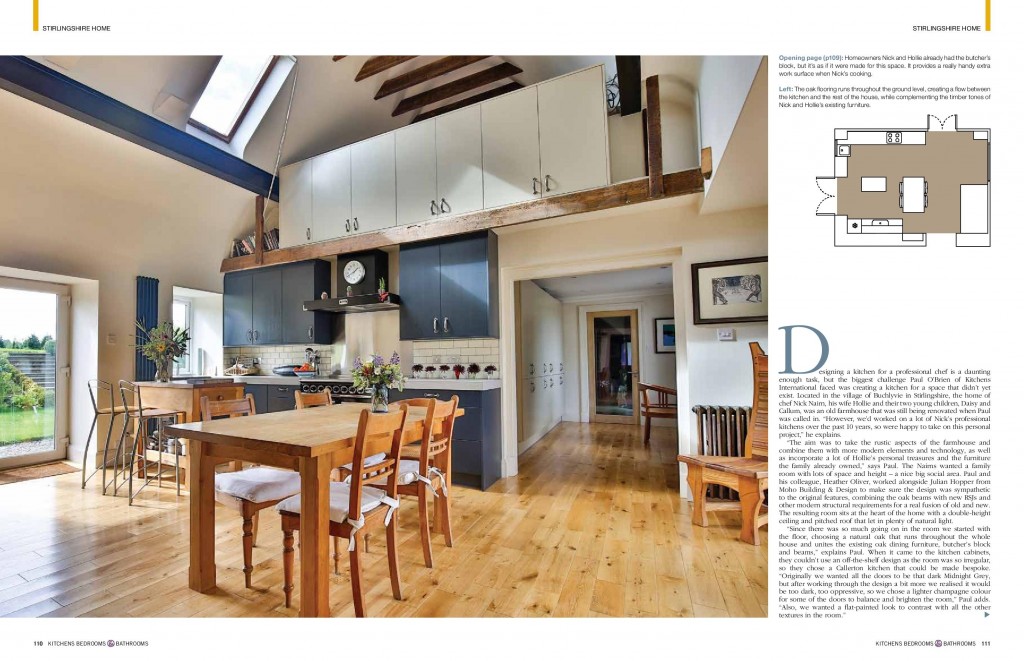 STIRLINGSHIRE HOME
STIRLINGSHIRE HOME
Opening page (p109): Homeowners Nick and Hollie already had the butcher's
block, but it's as if it were made for this space. It provides a really handy extra
work surface when Nick's cooking.
Left: The oak flooring runs throughout the ground level, creating a flow between
the kitchen and the rest of the house, while complementing the timber tones of
Nick and Hollie's existing furniture.
Designing a kitchen for a professional chef is a daunting
enough task, but the biggest challenge Paul O'Brien of Kitchens
International faced was creating a kitchen for a space that didn't yet
exist. Located in the village of Buchlyvie in Stirlingshire, the home of
chef Nick Nairn, his wife Hollie and their two young children, Daisy and
Callum, was an old farmhouse that was still being renovated when Paul
was called in. "However, we'd worked on a lot of Nick's professional
kitchens over the past 10 years, so were happy to take on this personal
project," he explains.
"The aim was to take the rustic aspects of the farmhouse and
combine them with more modern elements and technology, as well
as incorporate a lot of Hollie's personal treasures and the furniture
the family already owned," says Paul. The Nairns wanted a family
room with lots of space and height – a nice big social area. Paul and
his colleague, Heather Oliver, worked alongside Julian Hopper from
Moho Building & Design to make sure the design was sympathetic
to the original features, combining the oak beams with new RSJs and
other modern structural requirements for a real fusion of old and new.
The resulting room sits at the heart of the home with a double-height
ceiling and pitched roof that let in plenty of natural light.
"Since there was so much going on in the room we started with
the floor, choosing a natural oak that runs throughout the whole
house and unites the existing oak dining furniture, butcher's block
and beams," explains Paul. When it came to the kitchen cabinets,
they couldn't use an off-the-shelf design as the room was so irregular,
so they chose a Callerton kitchen that could be made bespoke.
"Originally we wanted all the doors to be that dark Midnight Grey,
but after working through the design a bit more we realised it would
be too dark, too oppressive, so we chose a lighter champagne colour
for some of the doors to balance and brighten the room," Paul adds.
"Also, we wanted a flat-painted look to contrast with all the other
textures in the room."
110 KITCHENS BEDROOMS & BATHROOMS
KITCHENS BEDROOMS & BATHROOMS 111